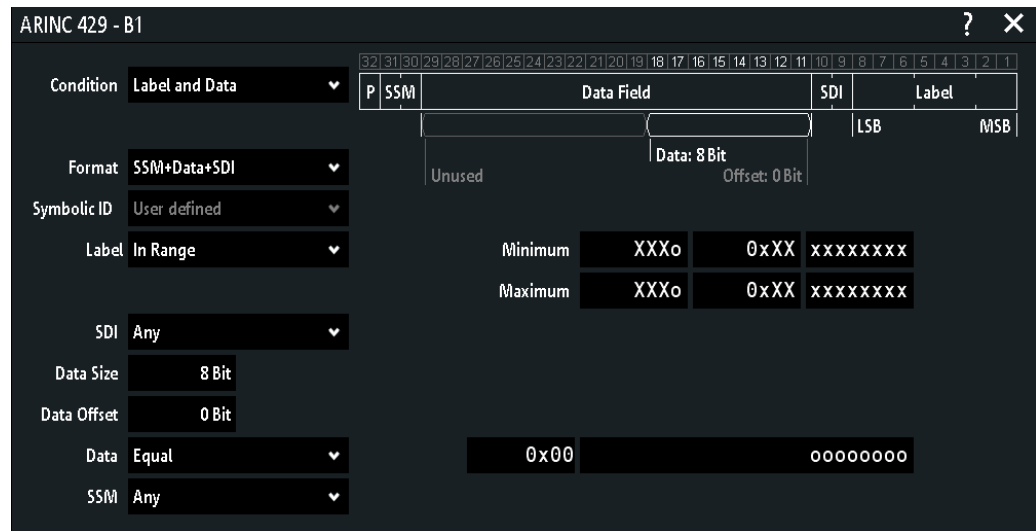 ARINC 429 - B1 ? ×
32 31 30 29 28 27 26 25 24 23 22 21 20 19 18 17 16 15 14 13 12 11 10 9 8 7 6 5 4 3 2 1
Condition Label and Data
P SSM Data Field SDI Label
LSB MSB
Data: 8 Bit
Unused Offset: 0 Bit
Format SSM+Data+SDI
Symbolic ID User defined
Label In Range
Minimum XXXo 0xXX xxxxxxxx
Maximum XXXo 0xXX xxxxxxxx
SDI Any
Data Size 8 Bit
Data Offset 0 Bit
Data Equal 0x00 oooooooo
SSM Any